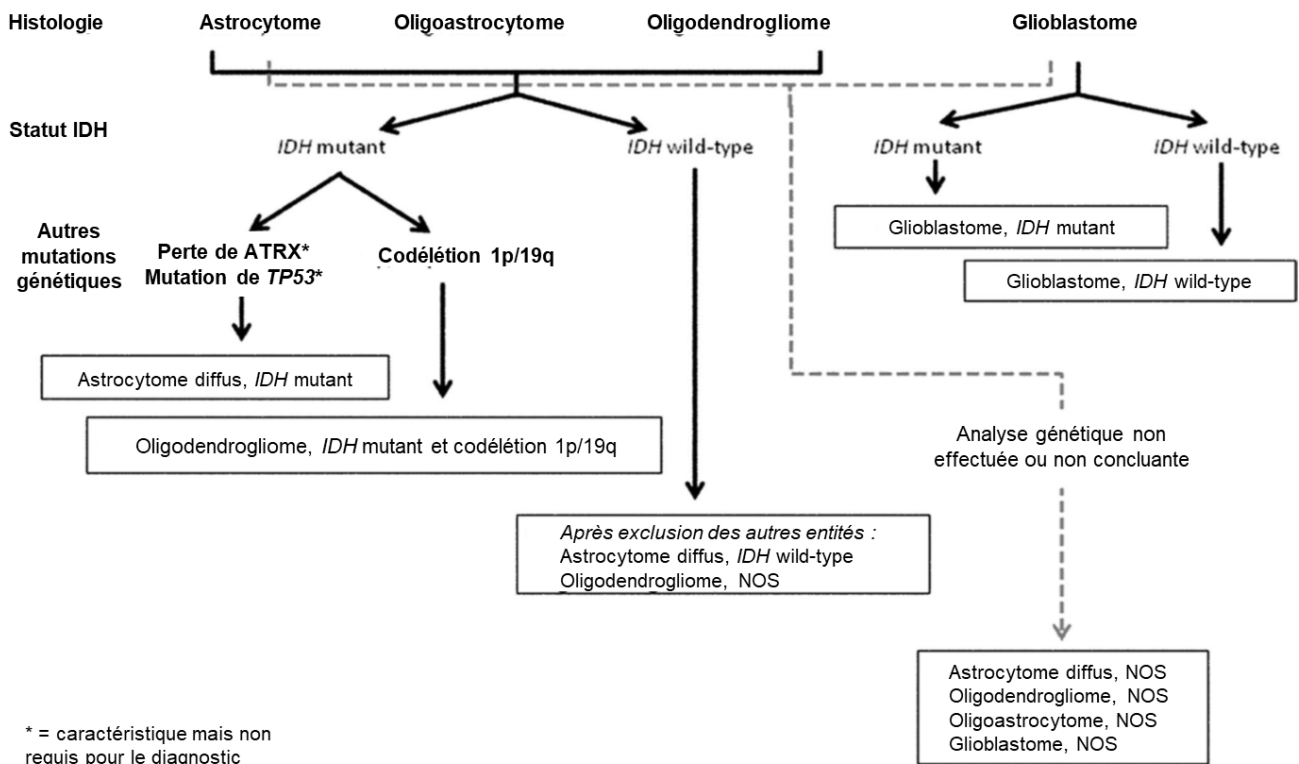 Histologie
Astrocytome
Oligoastrocytome
Oligodendrogliome
Glioblastome
Statut IDH
IDH mutant
IDH wild-type
IDH mutant
IDH wild-type
Autres
mutations
génétiques
Perte de ATRX*
Mutation de TP53*
Codélétion 1p/19q
Glioblastome, IDH mutant
Glioblastome, IDH wild-type
Astrocytome diffus, IDH mutant
Oligodendrogliome, IDH mutant et codélétion 1p/19q
Analyse génétique non
effectuée ou non concluante
Après exclusion des autres entités :
Astrocytome diffus, IDH wild-type
Oligodendrogliome, NOS
Astrocytome diffus, NOS
Oligodendrogliome, NOS
Oligoastrocytome, NOS
Glioblastome, NOS
* = caractéristique mais non
requis pour le diagnostic